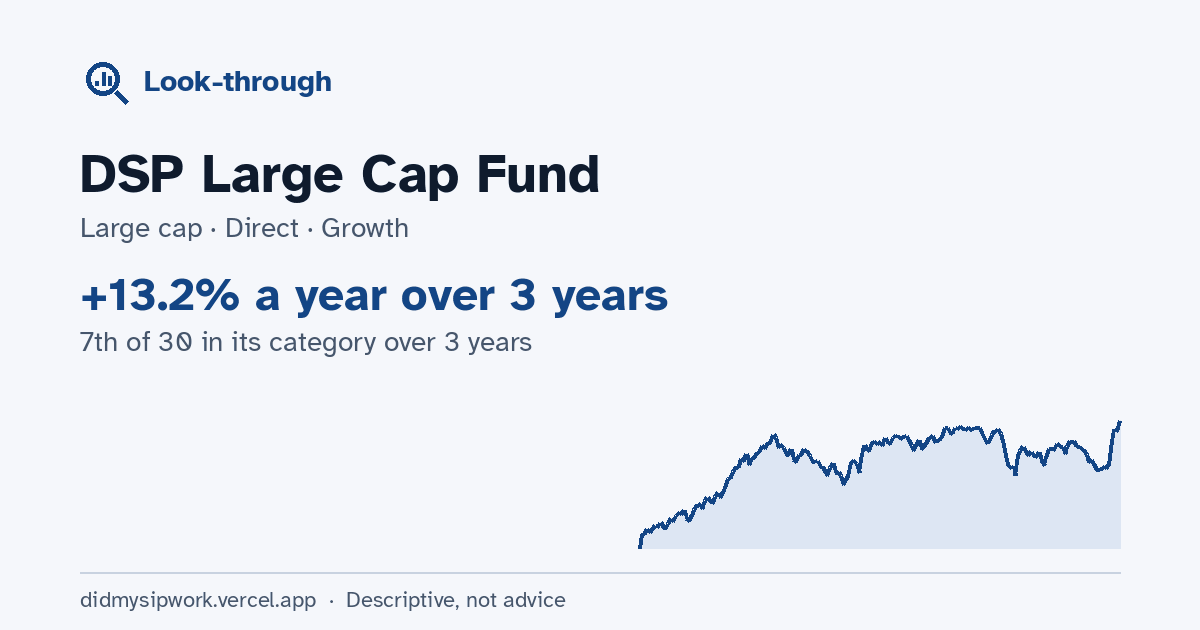 Look-through
DSP Large Cap Fund
Large cap · Direct · Growth
+13.2% a year over 3 years
7th of 30 in its category over 3 years
didmysipwork.vercel.app · Descriptive, not advice